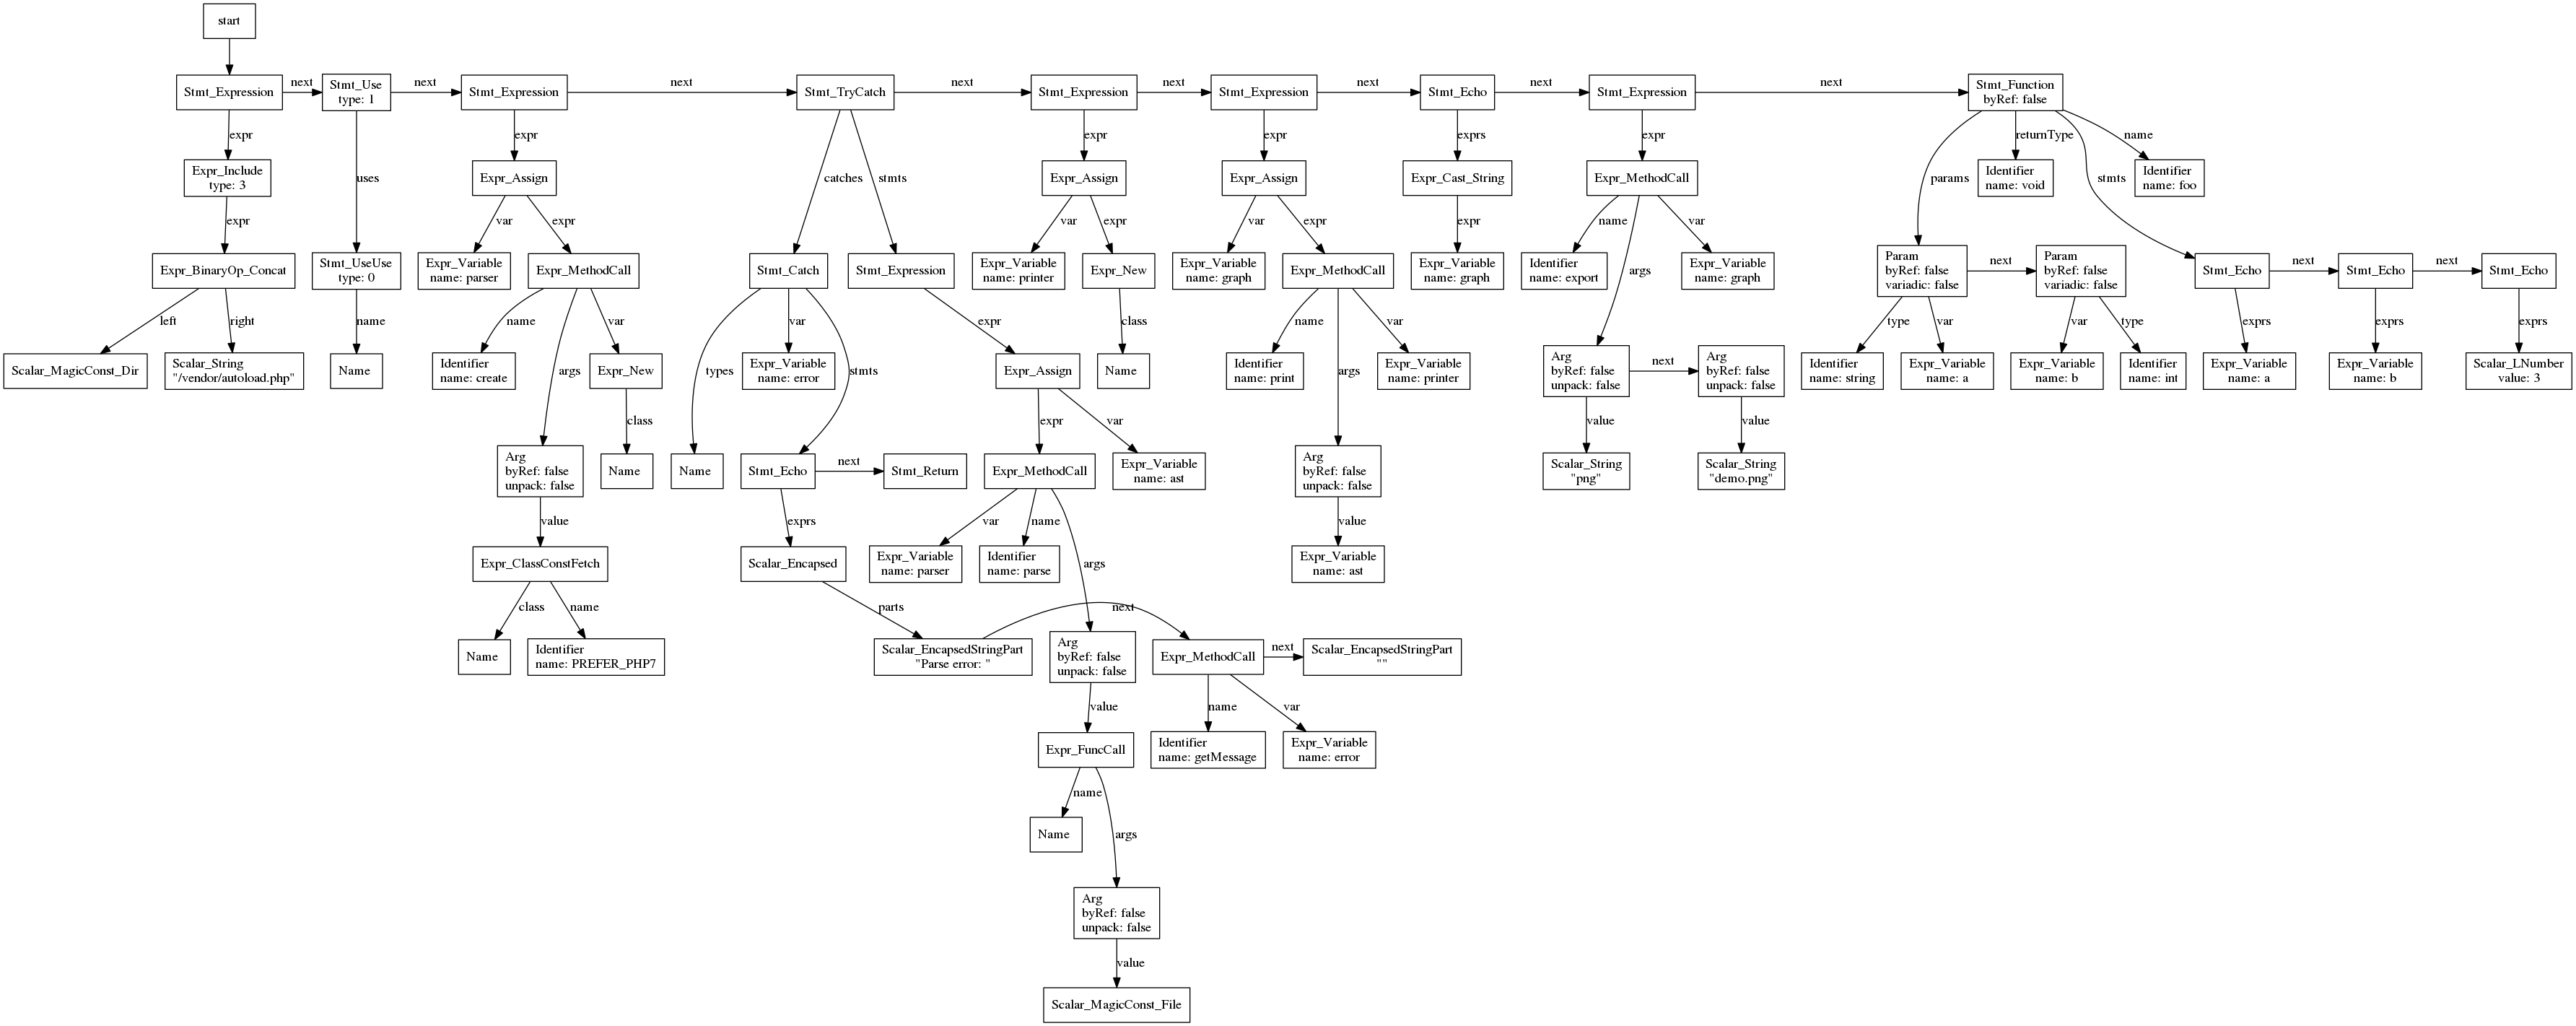 start
Stmt_Expression
next
Stmt_Use
type: 1
next
Stmt_Expression
next
Stmt_TryCatch
next
Stmt_Expression
next
Stmt_Expression
next
Stmt_Echo
next
Stmt_Expression
next
Stmt_Function
byRef: false
expr
uses
expr
catches
stmts
expr
expr
exprs
expr
params
returnType
stmts
name
Expr_Include
type: 3
Expr_Assign
Expr_Assign
Expr_Assign
Expr_Cast_String
Expr_MethodCall
Identifier
name: void
Identifier
name: foo
expr
var
expr
var
expr
var
expr
expr
name
args
var
Expr_BinaryOp_Concat
Stmt_UseUse
type: 0
Expr_Variable
name: parser
Expr_MethodCall
Stmt_Catch
Stmt_Expression
Expr_Variable
name: printer
Expr_New
Expr_Variable
name: graph
Expr_MethodCall
Expr_Variable
name: graph
Identifier
name: export
Expr_Variable
name: graph
Param
byRef: false
variadic: false
next
Param
byRef: false
variadic: false
Stmt_Echo
next
Stmt_Echo
next
Stmt_Echo
left
right
name
name
args
var
types
var
stmts
expr
class
name
args
var
type
var
var
type
exprs
exprs
exprs
Scalar_MagicConst_Dir
Scalar_String
"/vendor/autoload.php"
Name
Identifier
name: create
Expr_New
Expr_Variable
name: error
Expr_Assign
Name
Identifier
name: print
Expr_Variable
name: printer
Arg
byRef: false
unpack: false
next
Arg
byRef: false
unpack: false
Identifier
name: string
Expr_Variable
name: a
Expr_Variable
name: b
Identifier
name: int
Expr_Variable
name: a
Expr_Variable
name: b
Scalar_LNumber
value: 3
class
expr
var
value
value
Arg
byRef: false
unpack: false
Name
Name
Stmt_Echo
next
Stmt_Return
Expr_MethodCall
Expr_Variable
name: ast
Arg
byRef: false
unpack: false
Scalar_String
"png"
Scalar_String
"demo.png"
value
exprs
var
name
args
value
Expr_ClassConstFetch
Scalar_Encapsed
Expr_Variable
name: parser
Identifier
name: parse
Expr_Variable
name: ast
class
name
parts
next
Name
Identifier
name: PREFER_PHP7
Scalar_EncapsedStringPart
"Parse error: "
Arg
byRef: false
unpack: false
Expr_MethodCall
next
Scalar_EncapsedStringPart
""
value
name
var
Expr_FuncCall
Identifier
name: getMessage
Expr_Variable
name: error
name
args
Name
Arg
byRef: false
unpack: false
value
Scalar_MagicConst_File